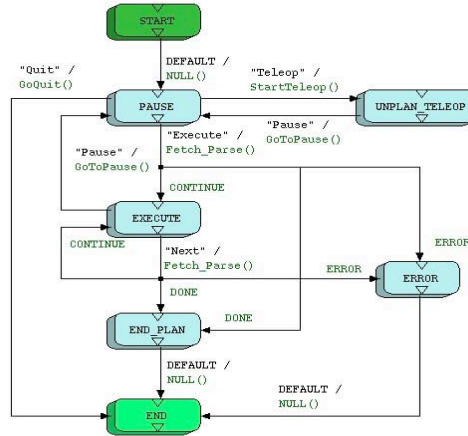 START
DEFAULT /
NULL()
"Quit" /
GoQuit()
"Teleop" /
StartTeleop()
PAUSE
UNPLAN_TELEOP
"Pause" /
GoToPause()
"Execute" /
Fetch_Parse()
"Pause" /
GoToPause()
CONTINUE
EXECUTE
CONTINUE
"Next" /
Fetch_Parse()
ERROR
ERROR
ERROR
DONE
DONE
END_PLAN
DEFAULT /
NULL()
DEFAULT /
NULL()
END